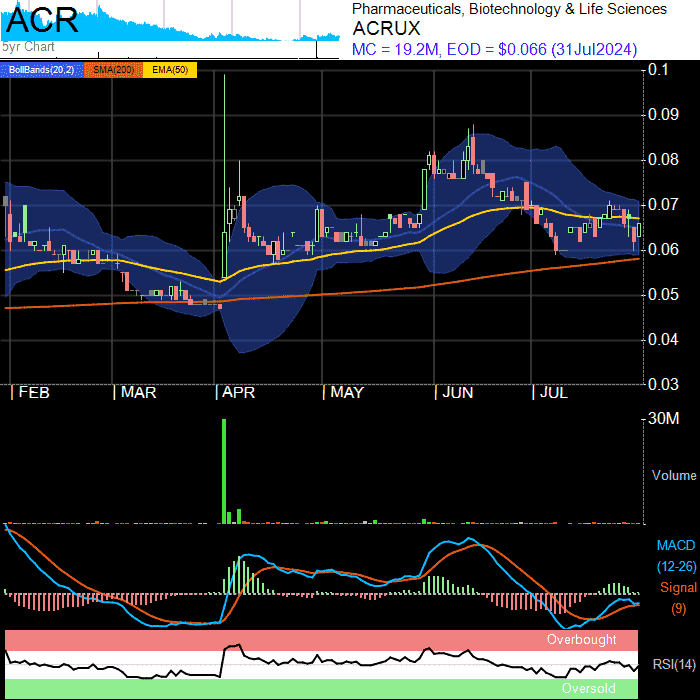 ACR
5yr Chart
Pharmaceuticals, Biotechnology & Life Sciences
ACRUX
MC = 19.2M, EOD = $0.066 (31Jul2024)
BollBands(20,2) SMA(200) EMA(50)
0.1
0.09
0.08
0.07
0.06
0.05
0.04
0.03
FEB MAR APR MAY JUN JUL
30M
Volume
MACD
(12-26)
Signal
(9)
Overbought
RSI(14)
Oversold